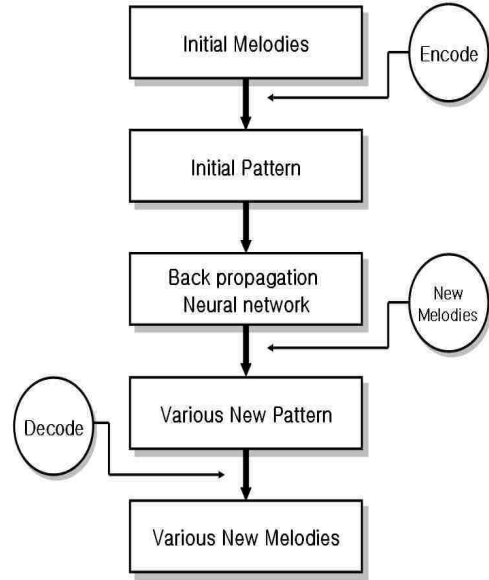 Initial Melodies
Encode
Initial Pattern
Back propagation
Neural network
New
Melodies
Various New Pattern
Decode
Various New Melodies